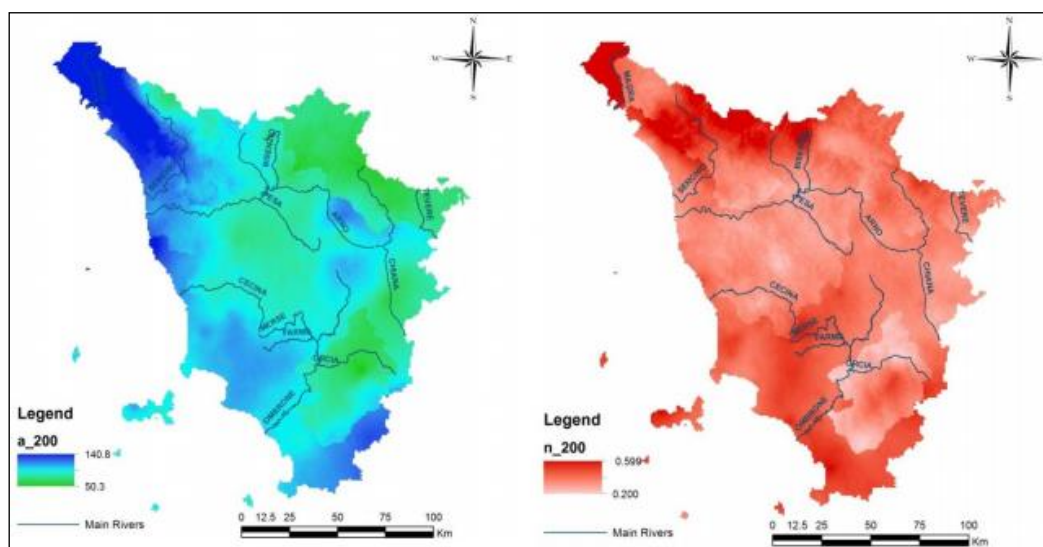 N
W
E
S
SERCHIO
BISENZIO
PESA
ARNO
TEVERE
CHIANA
CECINA
MERSE
FARMA
ORCIA
OMBRONE
Legend
a_200
140.8
50.3
Main Rivers
0 12.5 25 50 75 100
Km
N
W
E
S
MAGRA
SERCHIO
BISENZIO
PESA
ARNO
TEVERE
CHIANA
CECINA
MERSE
FARMA
ORCIA
OMBRONE
Legend
n_200
0.599
0.200
Main Rivers
0 12.5 25 50 75 100
Km